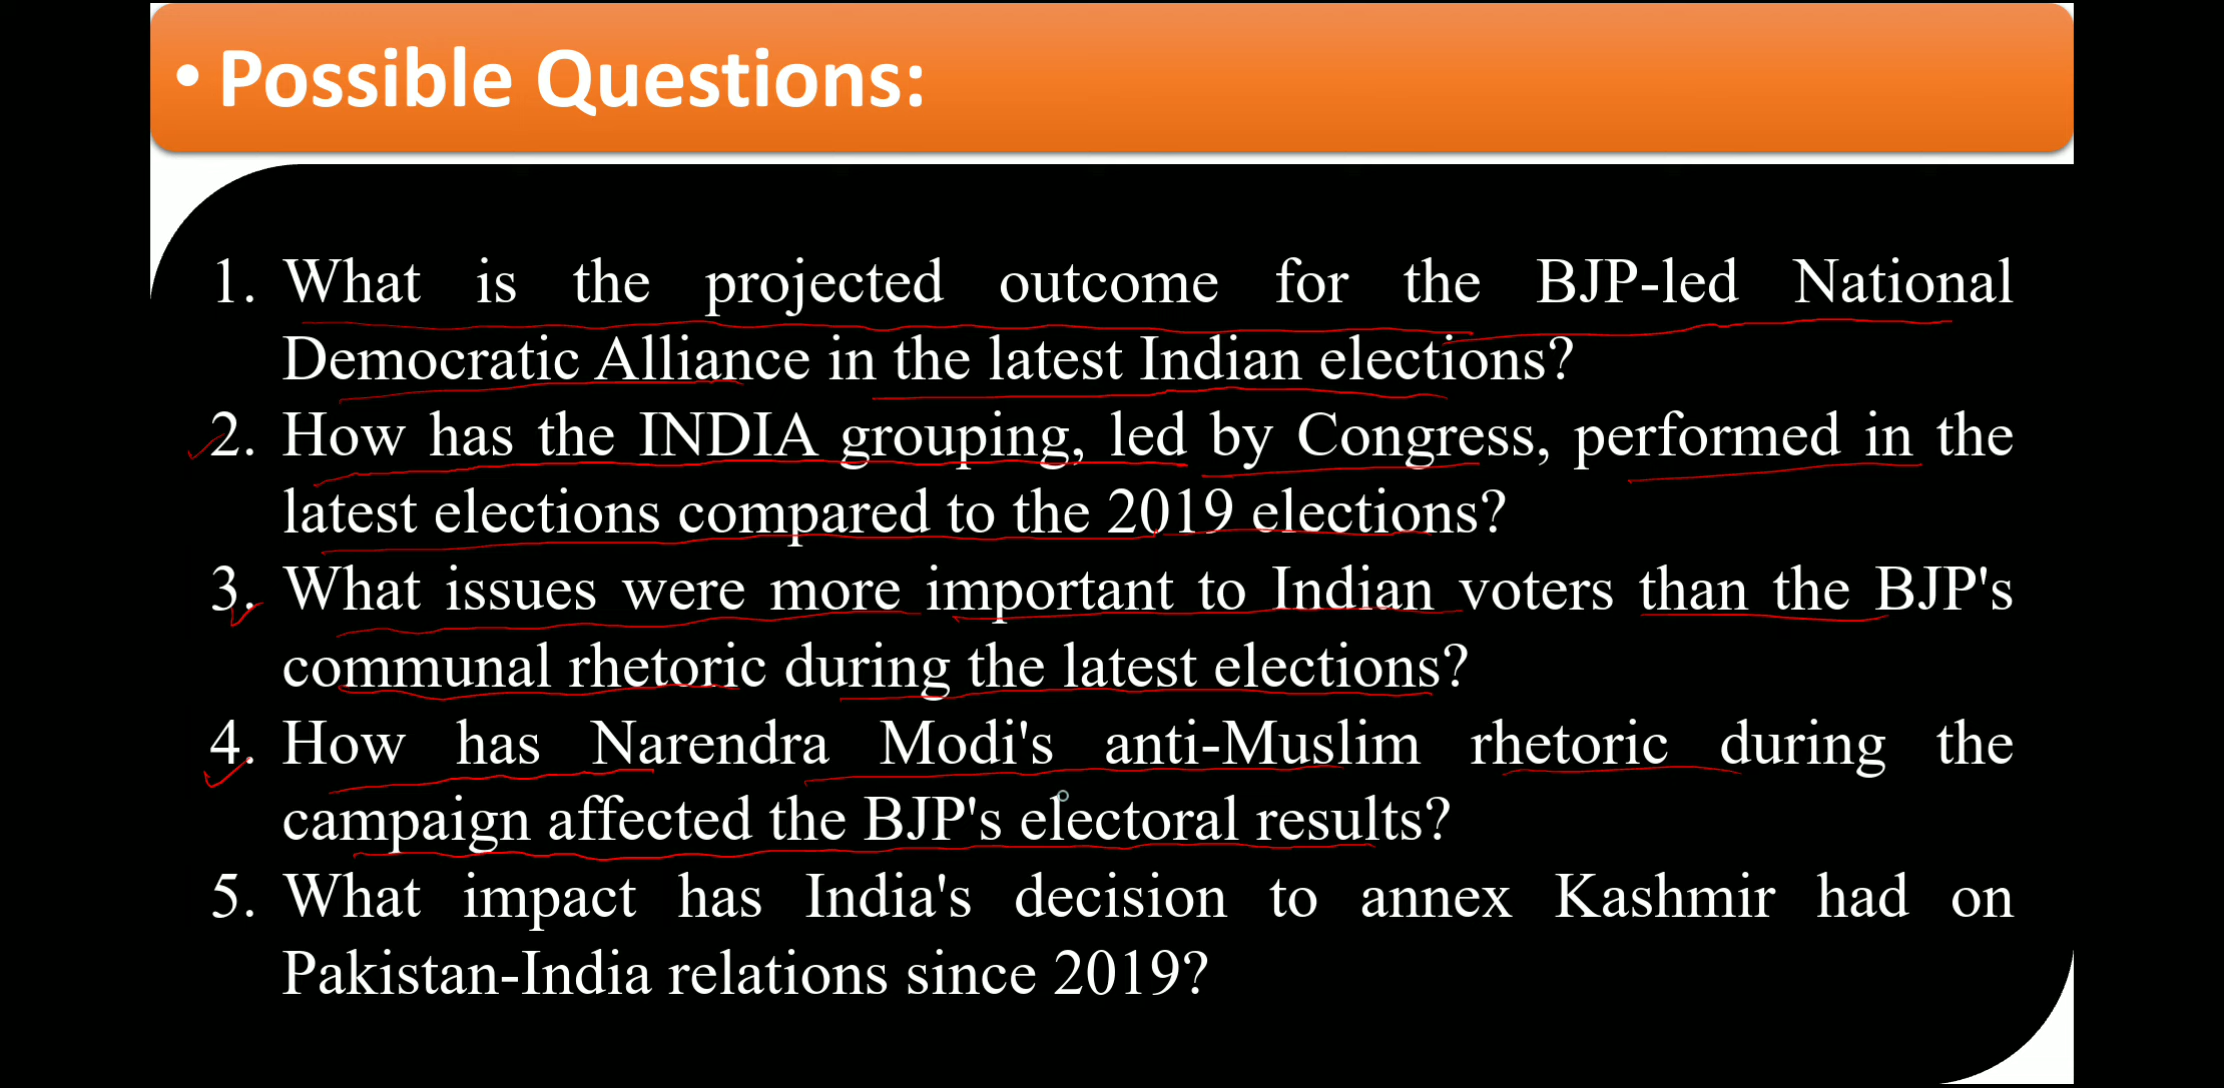 • Possible Questions:
1. What is the projected outcome for the BJP-led National
Democratic Alliance in the latest Indian elections?
2. How has the INDIA grouping, led by Congress, performed in the
latest elections compared to the 2019 elections?
3. What issues were more important to Indian voters than the BJP's
communal rhetoric during the latest elections?
4. How has Narendra Modi's anti-Muslim rhetoric during the
campaign affected the BJP's electoral results?
5. What impact has India's decision to annex Kashmir had on
Pakistan-India relations since 2019?